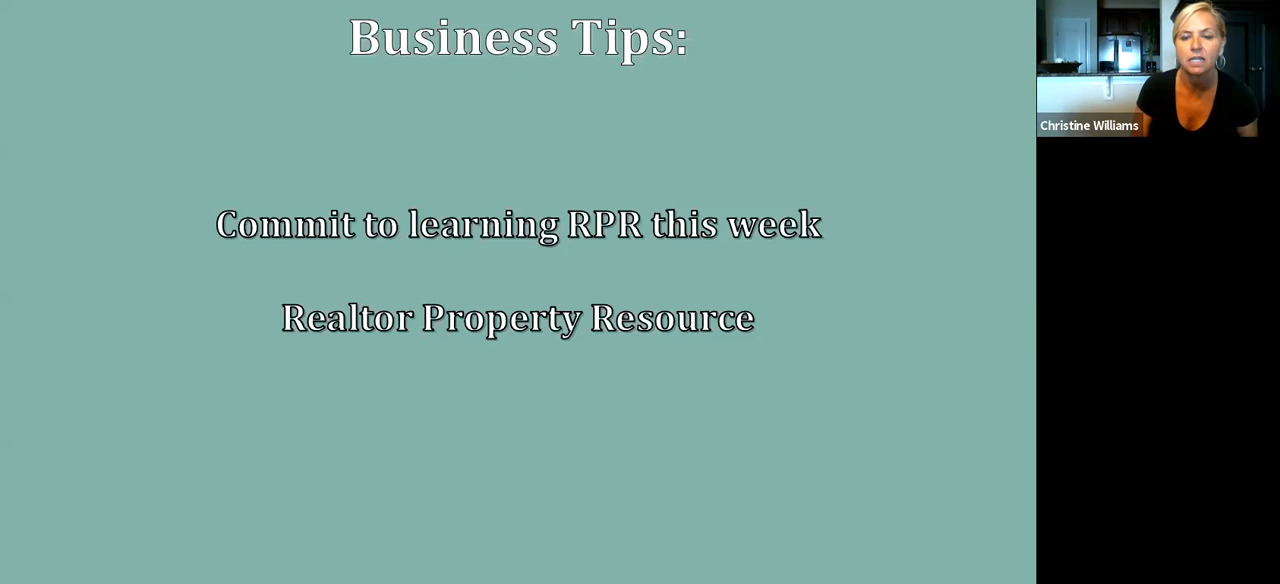 Business Tips:
Commit to learning RPR this week
Realtor Property Resource
Christine Williams